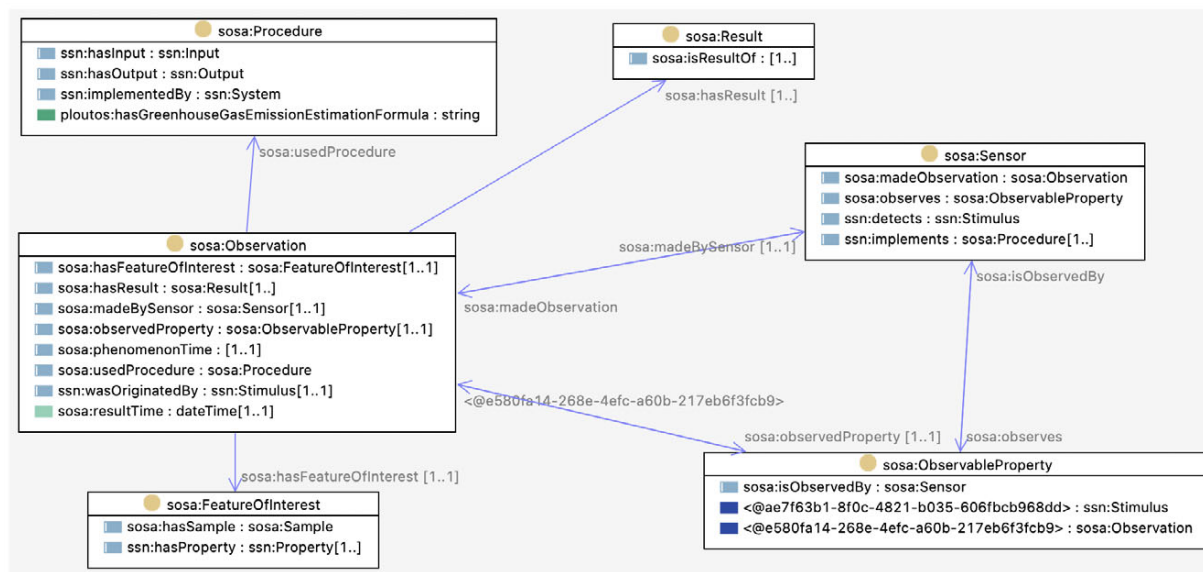 sosa:Procedure
ssn:hasInput : ssn:Input
ssn:hasOutput : ssn:Output
ssn:implementedBy : ssn:System
ploutos:hasGreenhouseGasEmissionEstimationFormula : string
sosa:Result
sosa:isResultOf : [1..]
sosa:hasResult [1..]
sosa:usedProcedure
sosa:Sensor
sosa:madeObservation : sosa:Observation
sosa:observes : sosa:ObservableProperty
ssn:detects : ssn:Stimulus
ssn:implements : sosa:Procedure[1..]
sosa:madeBySensor [1..1]
sosa:isObservedBy
sosa:madeObservation
sosa:Observation
sosa:hasFeatureOfInterest : sosa:FeatureOfInterest[1..1]
sosa:hasResult : sosa:Result[1..]
sosa:madeBySensor : sosa:Sensor[1..1]
sosa:observedProperty : sosa:ObservableProperty[1..1]
sosa:phenomenonTime : [1..1]
sosa:usedProcedure : sosa:Procedure
ssn:wasOriginatedBy : ssn:Stimulus[1..1]
sosa:resultTime : dateTime[1..1]
<@e580fa14-268e-4efc-a60b-217eb6f3fcb9>
sosa:observedProperty [1..1]
sosa:observes
sosa:hasFeatureOfInterest [1..1]
sosa:ObservableProperty
sosa:isObservedBy : sosa:Sensor
<@ae7f63b1-8f0c-4821-b035-606fbcb968dd> : ssn:Stimulus
<@e580fa14-268e-4efc-a60b-217eb6f3fcb9> : sosa:Observation
sosa:FeatureOfInterest
sosa:hasSample : sosa:Sample
ssn:hasProperty : ssn:Property[1..]